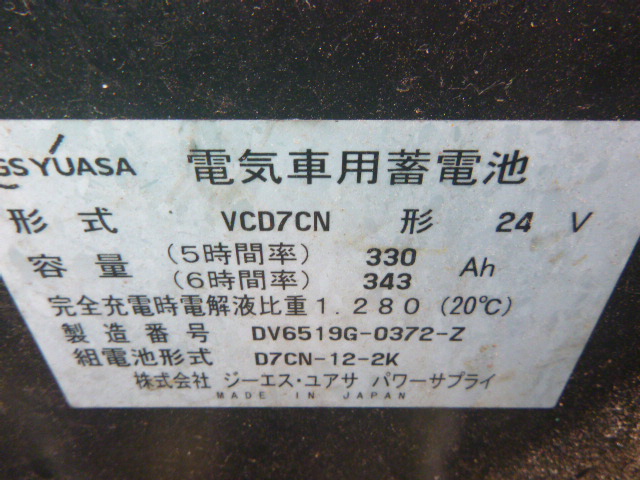 GS YUASA 電気車用蓄電池
形式 VCD7CN 形 24 V
容量 (5時間率) 330 Ah
(6時間率) 343
完全充電時電解液比重1.280 (20℃)
製造番号 DV6519G-0372-Z
組電池形式 D7CN-12-2K
株式会社 ジーエス・ユアサ パワーサプライ
MADE IN JAPAN